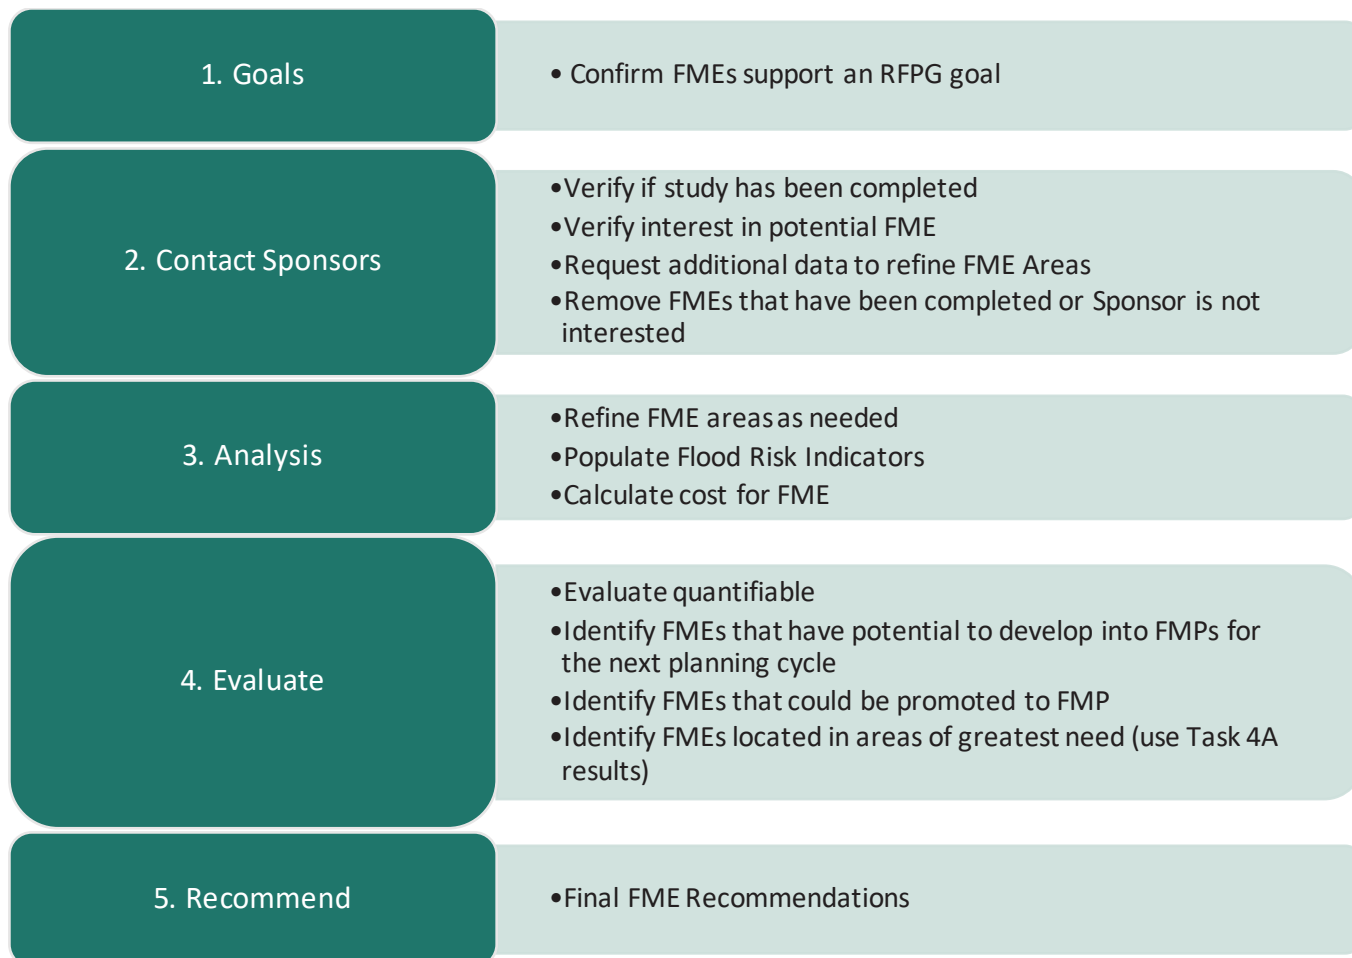 1. Goals
• Confirm FMEs support an RFPG goal
2. Contact Sponsors
•Verify if study has been completed
•Verify interest in potential FME
•Request additional data to refine FME Areas
•Remove FMEs that have been completed or Sponsor is not
interested
3. Analysis
•Refine FME areas as needed
•Populate Flood Risk Indicators
•Calculate cost for FME
4. Evaluate
•Evaluate quantifiable
•Identify FMEs that have potential to develop into FMPs for
the next planning cycle
•Identify FMEs that could be promoted to FMP
•Identify FMEs located in areas of greatest need (use Task 4A
results)
5. Recommend
•Final FME Recommendations